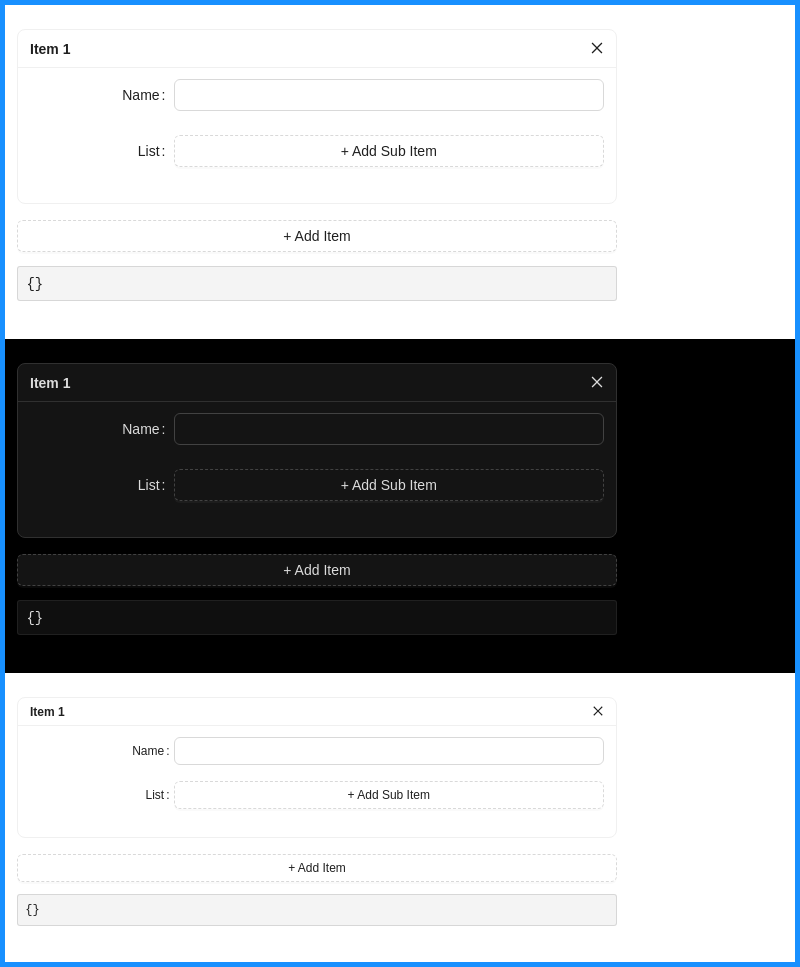 Item 1
Name:
List: + Add Sub Item
+ Add Item
{}
Item 1
Name:
List: + Add Sub Item
+ Add Item
{}
Item 1
Name:
List: + Add Sub Item
+ Add Item
{}